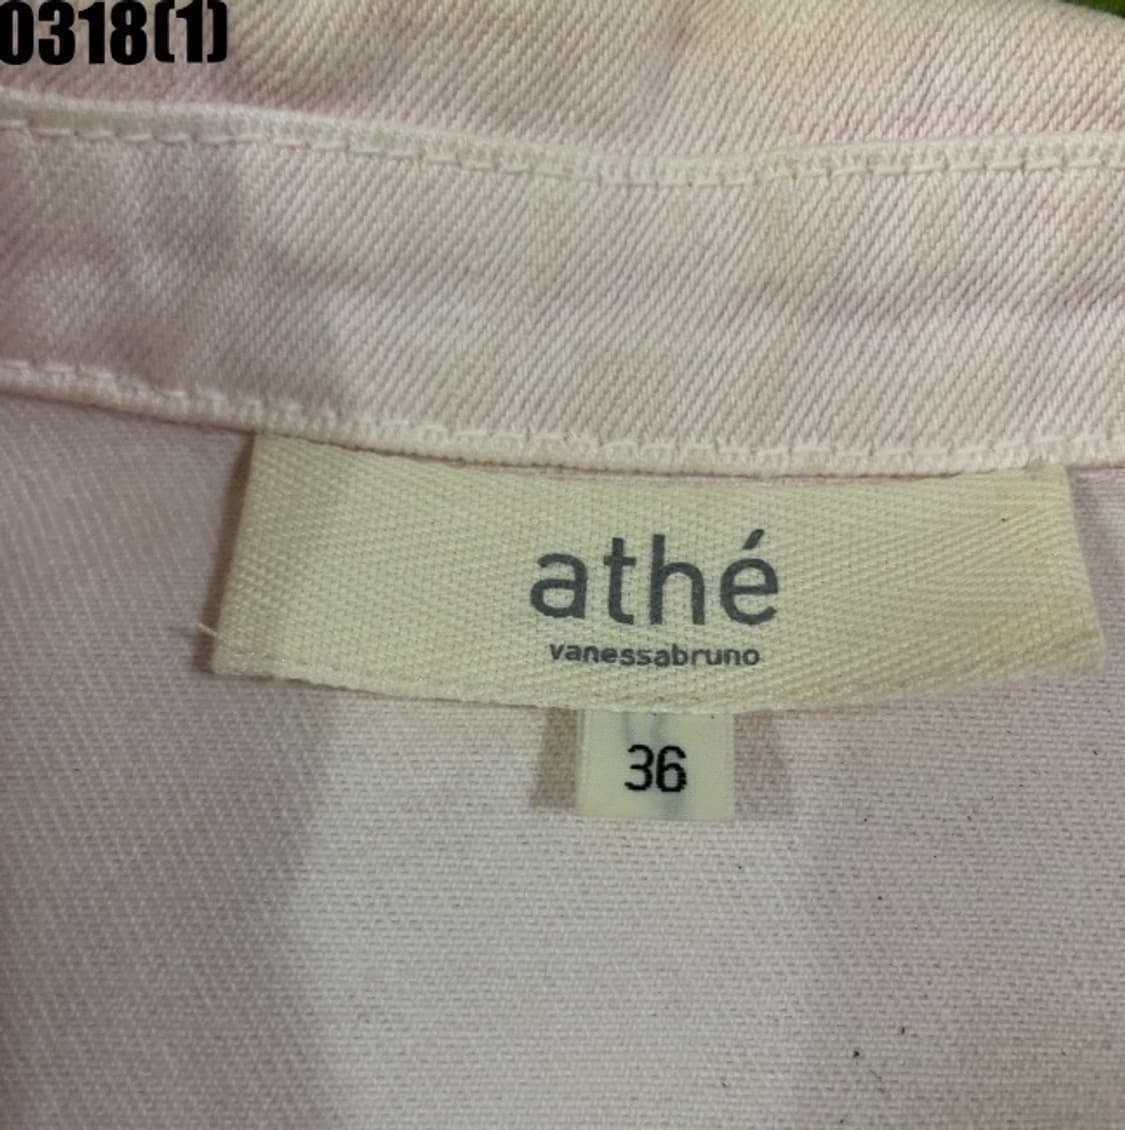 0318(1)
athé
vanessabruno
36